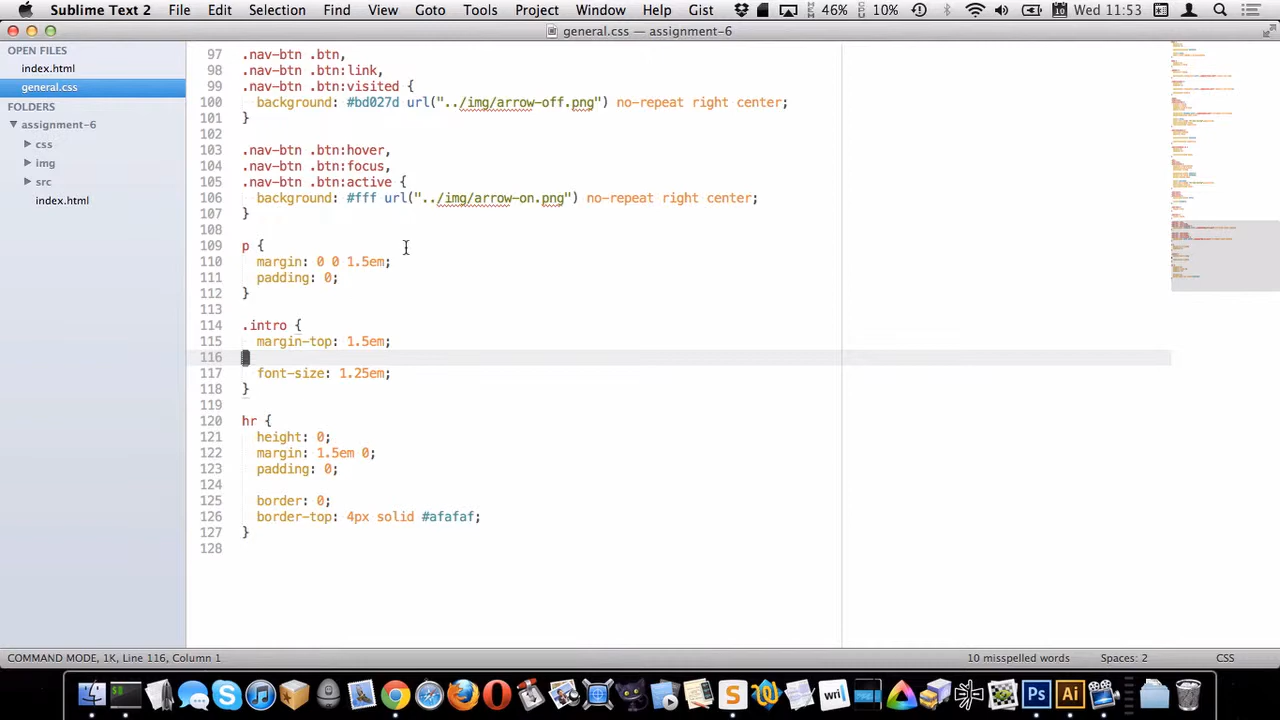 Sublime Text 2 File Edit Selection Find View Goto Tools Project Window Help Gist 46% 10% 10 Wed 11:53
general.css — assignment-6
OPEN FILES
index.html
general.css
FOLDERS
assignment-6
css
img
src
index.html
97 .nav-btn .btn,
98 .nav-btn .btn:link,
99 .nav-btn .btn:visited {
100 background: #bd027d url("../img/arrow-off.png") no-repeat right center;
101 }
102
103 .nav-btn .btn:hover,
104 .nav-btn .btn:focus,
105 .nav-btn .btn:active {
106 background: #fff url("../img/arrow-on.png") no-repeat right center;
107 }
108
109 p {
110 margin: 0 0 1.5em;
111 padding: 0;
112 }
113
114 .intro {
115 margin-top: 1.5em;
116
117 font-size: 1.25em;
118 }
119
120 hr {
121 height: 0;
122 margin: 1.5em 0;
123 padding: 0;
124
125 border: 0;
126 border-top: 4px solid #afafaf;
127 }
128
COMMAND MODE, 1K, Line 116, Column 1 10 misspelled words Spaces: 2 CSS
S wri Ps Ai